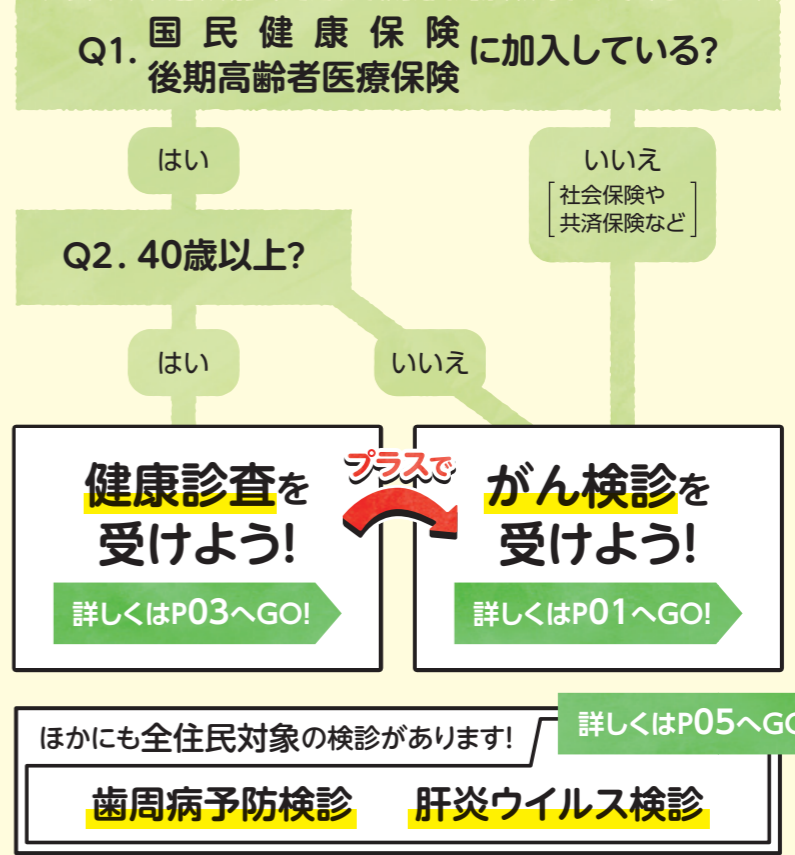 Q1. 国民健康保険
後期高齢者医療保険 に加入している?
はい
いいえ
[社会保険や
共済保険など]
Q2. 40歳以上?
はい
いいえ
健康診査を
受けよう!
詳しくはP03へGO!
プラスで
がん検診を
受けよう!
詳しくはP01へGO!
ほかにも全住民対象の検診があります!
詳しくはP05へGO
歯周病予防検診
肝炎ウイルス検診